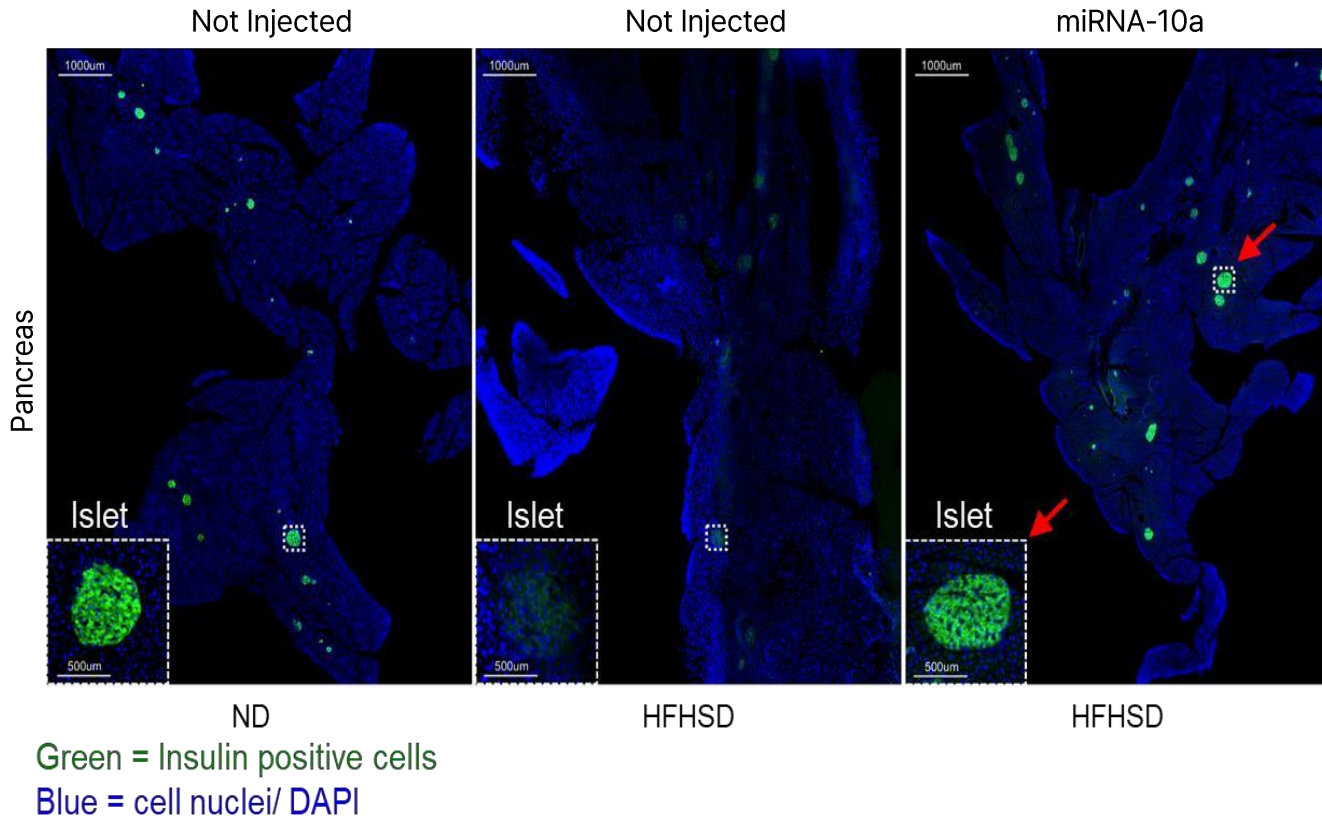 Not Injected
Not Injected
miRNA-10a
1000um
1000um
1000um
Pancreas
Islet
Islet
Islet
500um
500um
500um
ND
HFHSD
HFHSD
Green = Insulin positive cells
Blue = cell nuclei/ DAPI